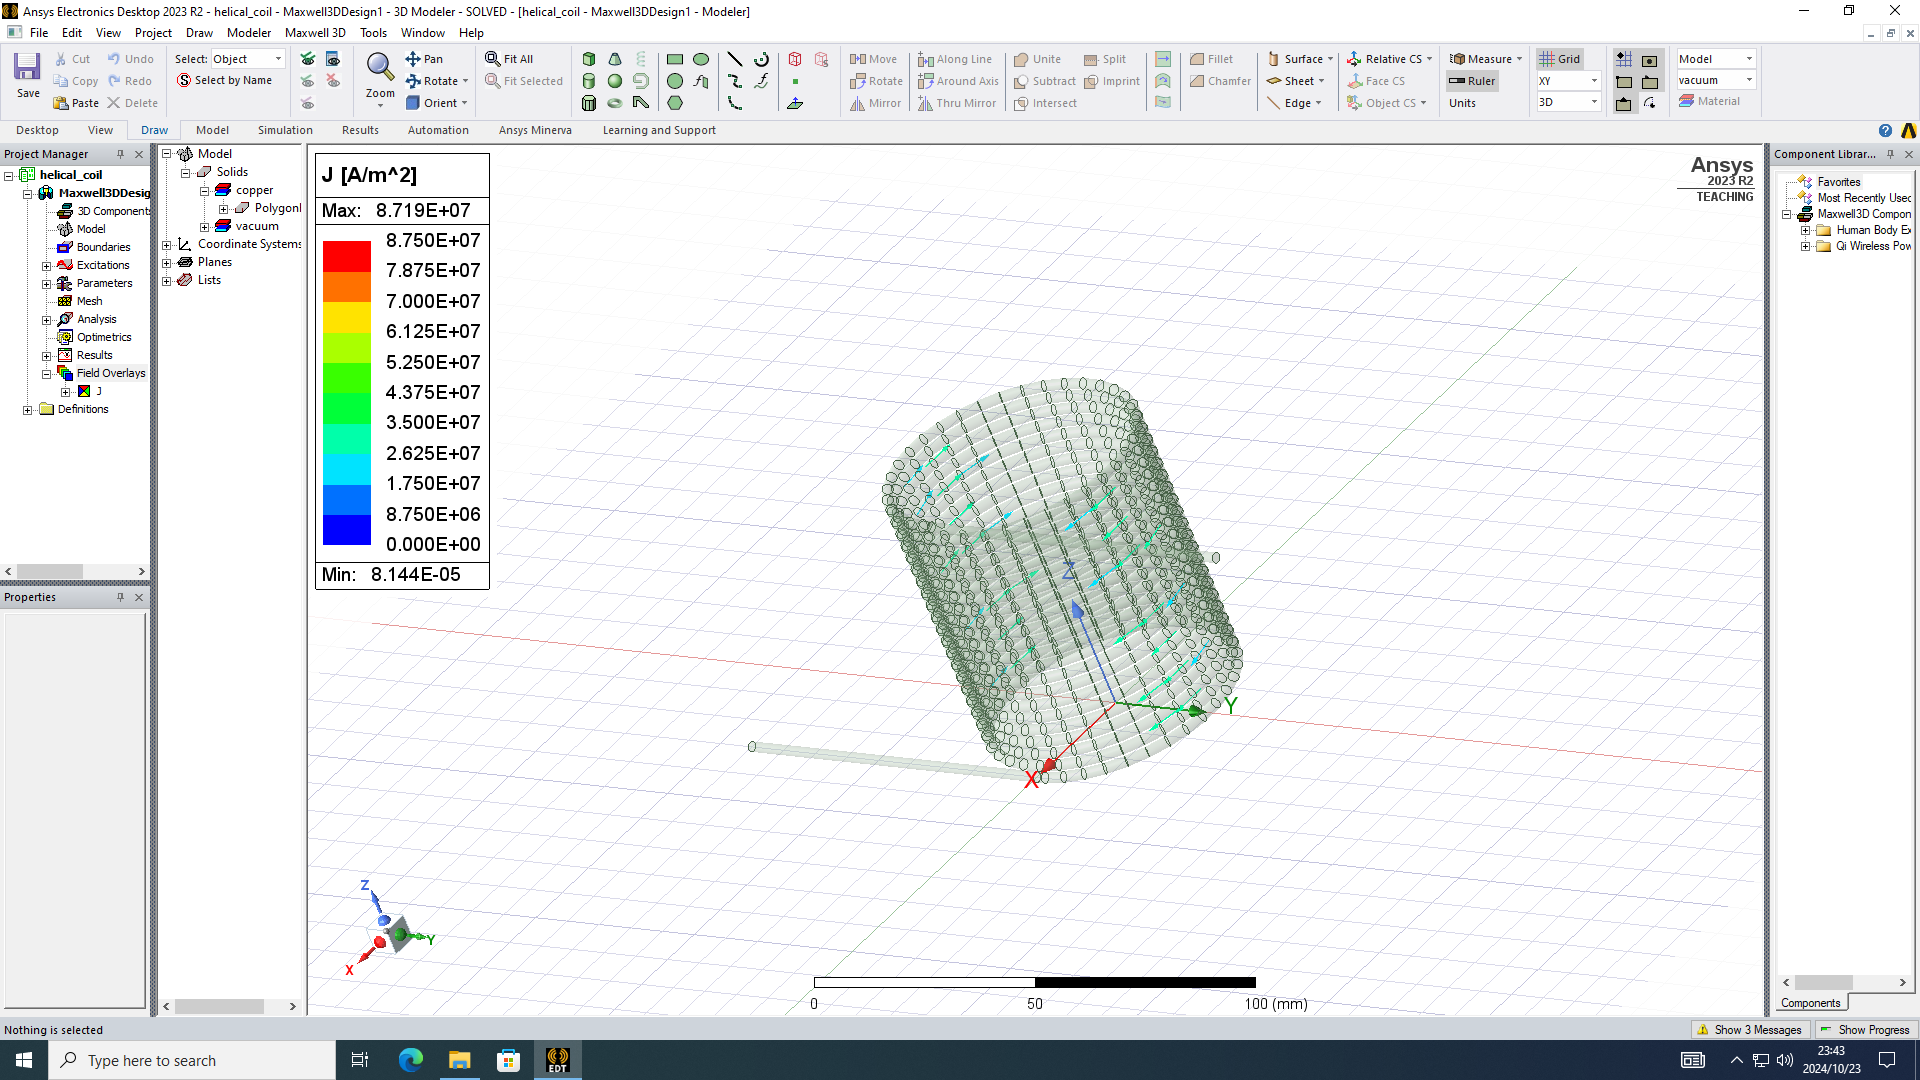 Ansys Electronics Desktop 2023 R2 - helical_coil - Maxwell3DDesign1 - 3D Modeler - SOLVED - [helical_coil - Maxwell3DDesign1 - Modeler]
File Edit View Project Draw Modeler Maxwell 3D Tools Window Help
Save
Cut Undo
Copy Redo
Paste Delete
Select: Object
Select by Name
Zoom
Pan
Rotate
Orient
Fit All
Fit Selected
Move
Rotate
Mirror
Along Line
Around Axis
Thru Mirror
Unite Split
Subtract Imprint
Intersect
Fillet
Chamfer
Surface
Sheet
Edge
Relative CS
Face CS
Object CS
Measure
Ruler
Units
Grid
XY
3D
Model
vacuum
Material
Desktop View Draw Model Simulation Results Automation Ansys Minerva Learning and Support
Project Manager
helical_coil
Maxwell3DDesig
3D Component
Model
Boundaries
Excitations
Parameters
Mesh
Analysis
Optimetrics
Results
Field Overlays
J
Definitions
Properties
Model
Solids
copper
Polygonl
vacuum
Coordinate Systems
Planes
Lists
J [A/m^2]
Max: 8.719E+07
8.750E+07
7.875E+07
7.000E+07
6.125E+07
5.250E+07
4.375E+07
3.500E+07
2.625E+07
1.750E+07
8.750E+06
0.000E+00
Min: 8.144E-05
Ansys
2023 R2
TEACHING
Z
Y
X
Z
Y
X
0 50 100 (mm)
Component Librar...
Favorites
Most Recently Used
Maxwell3D Compon
Human Body Ex
Qi Wireless Pow
Components
Nothing is selected
Show 3 Messages Show Progress
Type here to search
EDT
23:43
2024/10/23